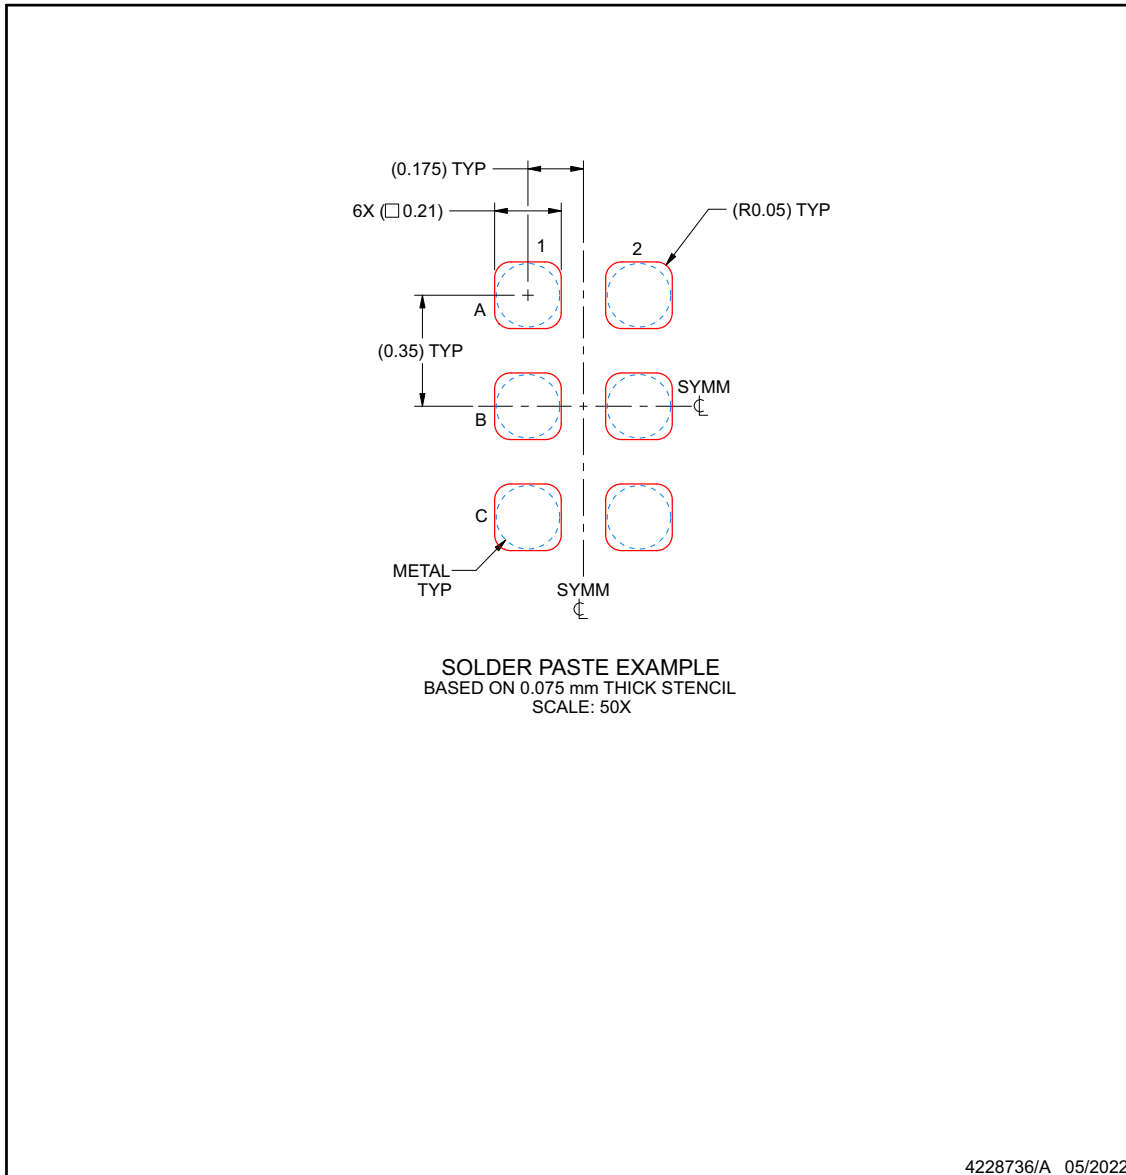 (0.175) TYP
6X (□ 0.21)
(R0.05) TYP
1
2
A
(0.35) TYP
SYMM
℄
B
C
METAL
TYP
SYMM
℄
SOLDER PASTE EXAMPLE
BASED ON 0.075 mm THICK STENCIL
SCALE: 50X
4228736/A 05/2022